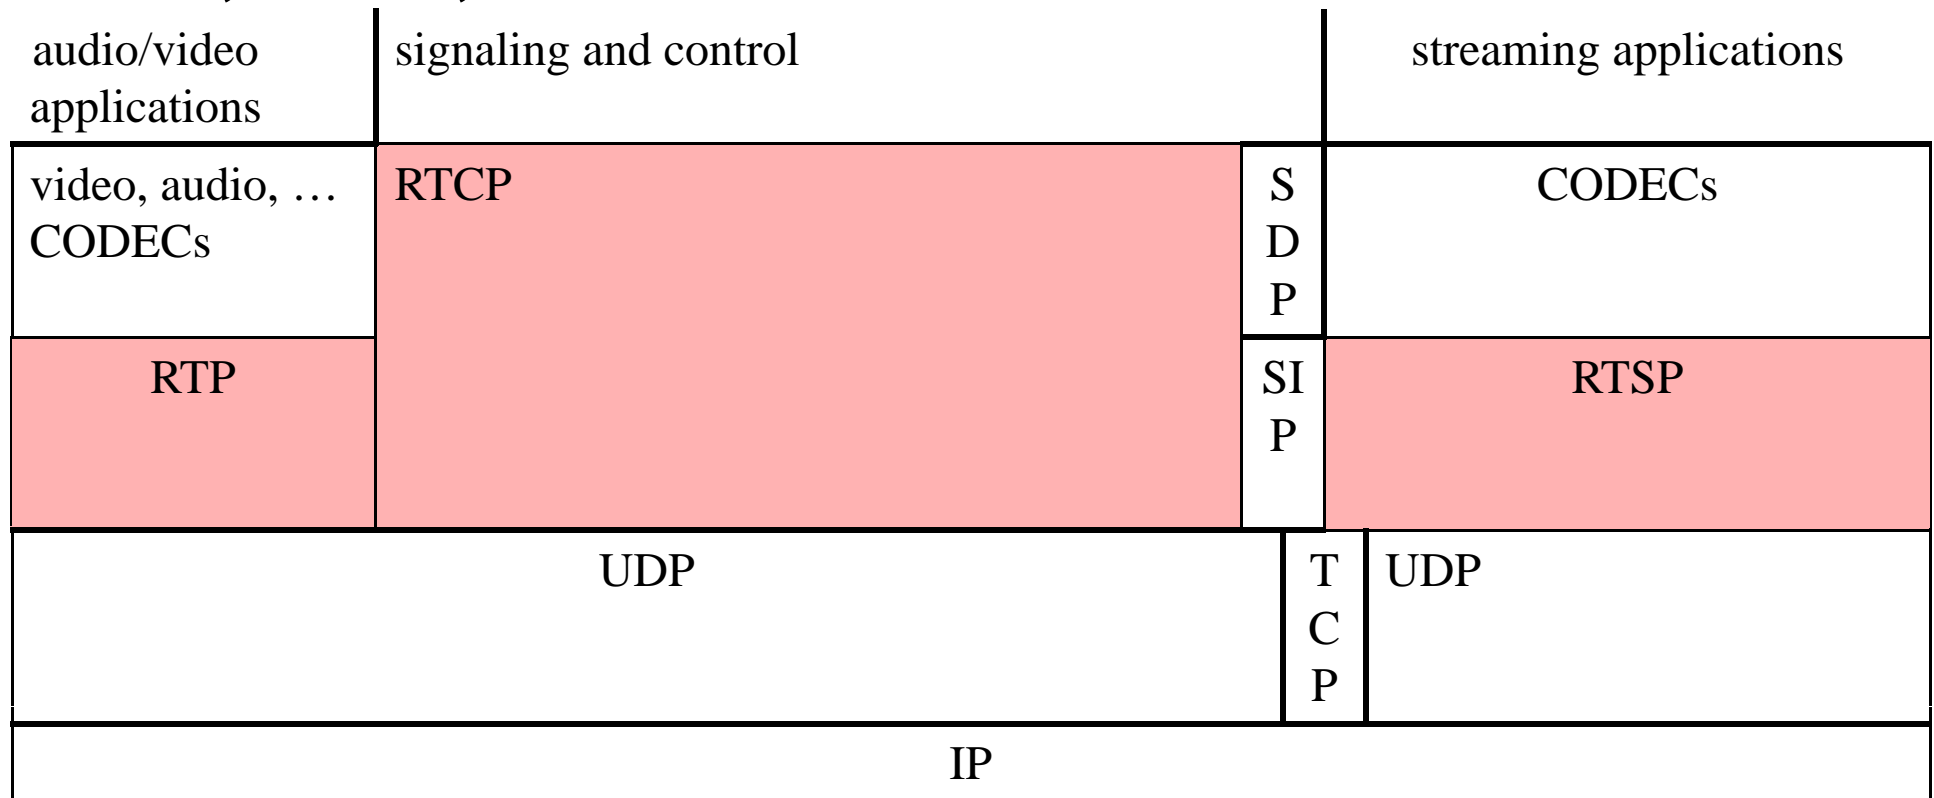 audio/video
applications
signaling and control
streaming applications
video, audio, …
CODECs
RTCP
S
D
P
CODECs
RTP
SI
P
RTSP
UDP
T
C
P
UDP
IP